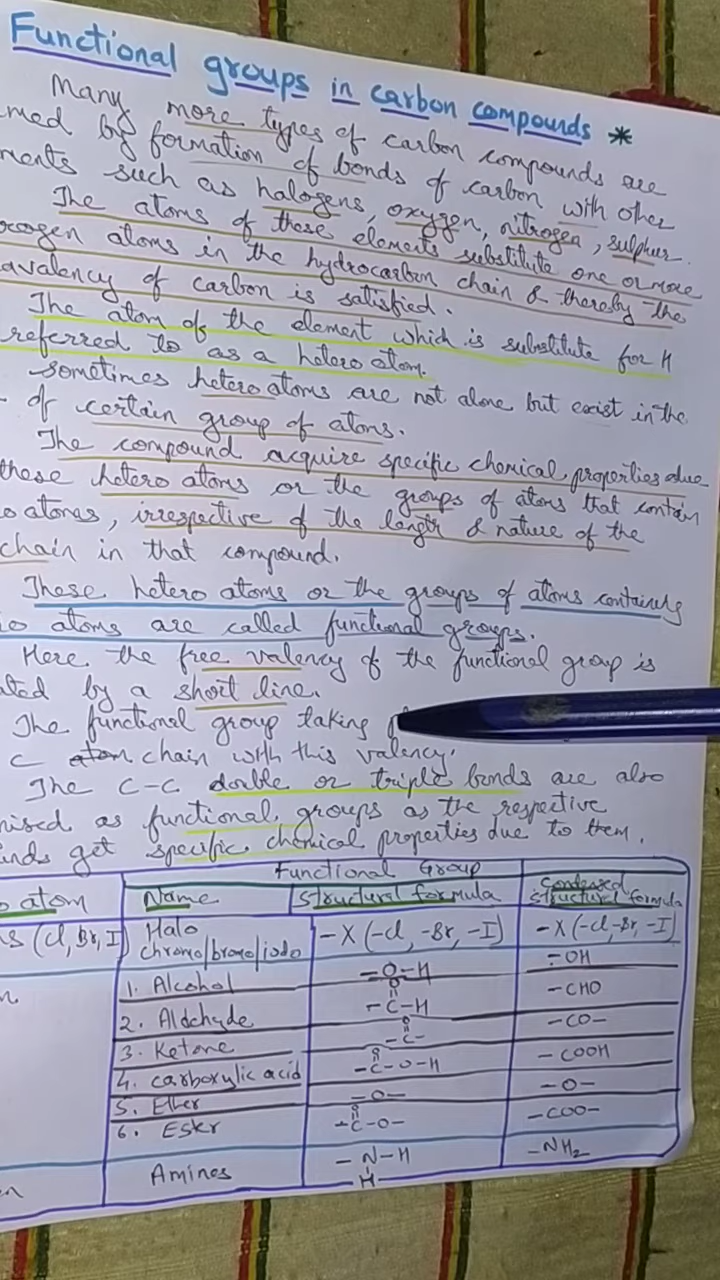 Functional groups in carbon compounds *
Many more types of carbon compounds are
med by formation of bonds of carbon with other
ments such as halogens, oxygen, nitrogen, sulphur.
The atoms of these elements substitute one or more
rogen atoms in the hydrocarbon chain & thereby the
avalency of carbon is satisfied.
The atom of the element which is substitute for H
referred to as a hetero atom.
sometimes hetero atoms are not alone but exist in the
of certain group of atoms.
The compound acquire specific chemical properties due
these hetero atoms or the groups of atoms that contain
o atoms, irrespective of the length & nature of the
chain in that compound.
These hetero atoms or the groups of atoms containing
o atoms are called functional groups.
Here the free valency of the functional group is
ated by a short line.
The functional group taking
C chain with this valency.
The C-C double or triple bonds are also
nised as functional groups as the respective
unds get specific chemical properties due to them.
Functional Group
o atom Name Structural formula Condensed structural formula
s (Cl, Br, I) Halo chroro/bromo/iodo -X (-Cl, -Br, -I) -X (-Cl, -Br, -I)
n 1. Alcohol -O-H -OH
2. Aldehyde O = -C-H -CHO
3. Ketone O = -C- -CO-
4. carboxylic acid O = -C-O-H -COOH
5. Ether -O- -O-
6. Ester O = -C-O- -COO-
en Amines -N-H H -NH₂